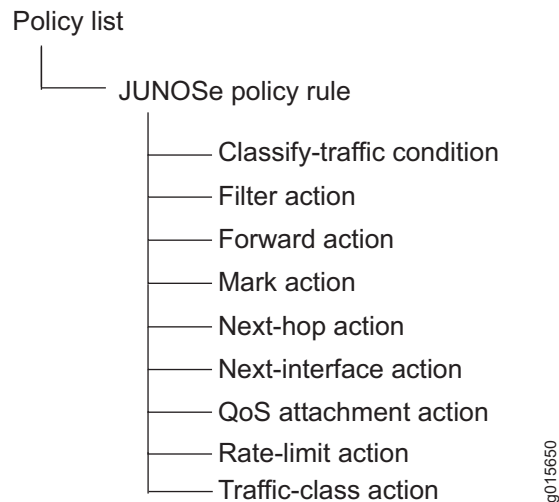 Policy list
JUNOSe policy rule
Classify-traffic condition
Filter action
Forward action
Mark action
Next-hop action
Next-interface action
QoS attachment action
Rate-limit action
Traffic-class action
g015650